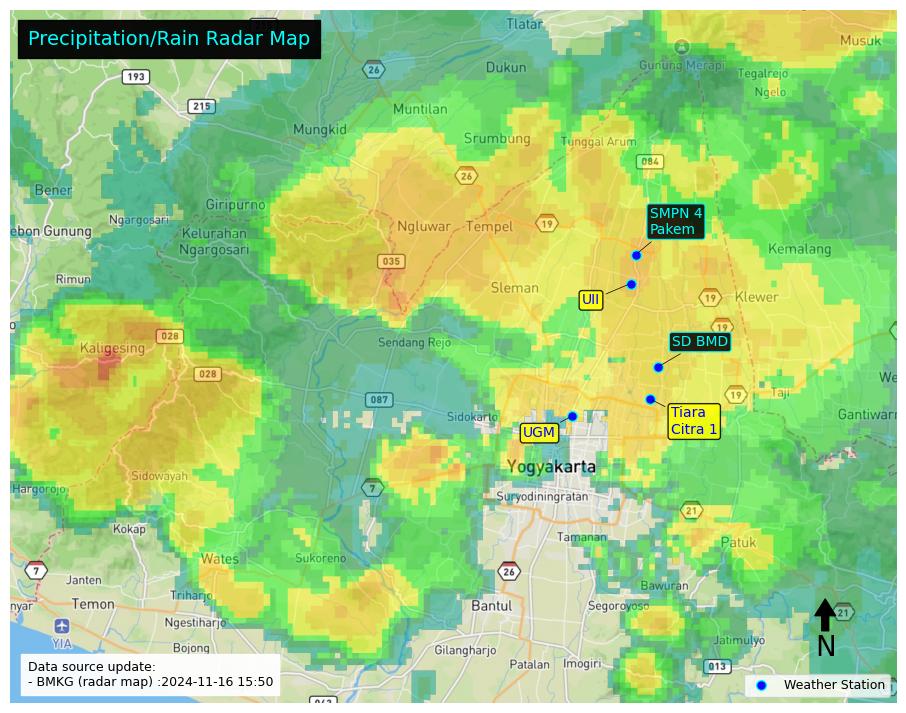 Precipitation/Rain Radar Map
Tlatar
Musuk
Gunung Merapi
Tegalrejo
Ngelo
26
Dukun
193
215
Muntilan
Mungkid
Srumbung
Tunggal Arum
084
26
Bener
Giripurno
Ngargosari
SMPN 4
Pakem
ebon Gunung
Kelurahan
Ngargosari
Ngluwar
Tempel
19
Kemalang
035
Rimun
Sleman
UII
19
Klewer
028
19
Kaligesing
Sendang Rejo
SD BMD
028
We
087
19
Taji
Sidokarto
Tiara
Citra 1
Gantiwarn
UGM
Yogyakarta
Sidowayah
7
Hargorojo
Suryodiningratan
21
Kokap
Tamanan
Patuk
Wates
Sukoreno
7
26
Janten
Bawuran
Triharjo
nyar
Temon
Bantul
Segoroyoso
21
Ngestiharjo
YIA
Jatimulyo
N
Bojong
Gilangharjo
Patalan
Imogiri
013
Data source update:
- BMKG (radar map) :2024-11-16 15:50
Weather Station